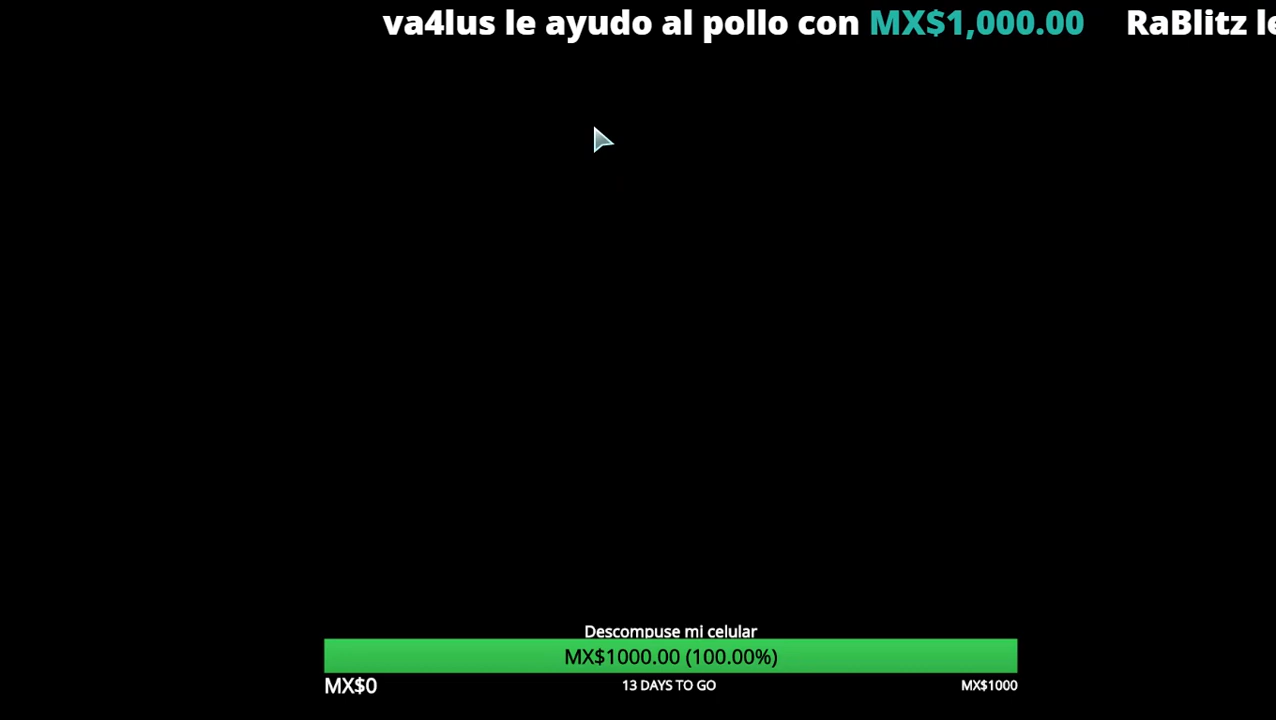 va4lus le ayudo al pollo con MX$1,000.00 RaBlitz le
Descompuse mi celular
MX$1000.00 (100.00%)
MX$0 13 DAYS TO GO MX$1000